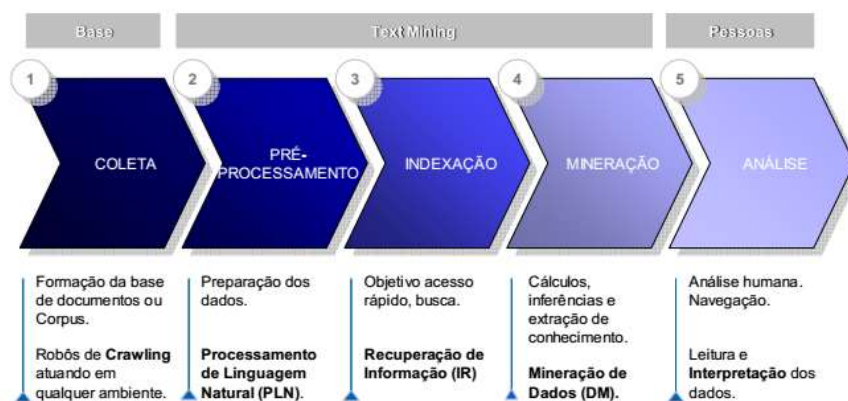 Base
Text Mining
Pessoas
1
2
3
4
5
COLETA
PRÉ-
PROCESSAMENTO
INDEXAÇÃO
MINERAÇÃO
ANÁLISE
Formação da base
de documentos ou
Corpus.
Robôs de Crawling
atuando em
qualquer ambiente.
Preparação dos
dados.
Processamento
de Linguagem
Natural (PLN).
Objetivo acesso
rápido, busca.
Recuperação de
Informação (IR)
Cálculos,
inferências e
extração de
conhecimento.
Mineração de
Dados (DM).
Análise humana.
Navegação.
Leitura e
Interpretação dos
dados.